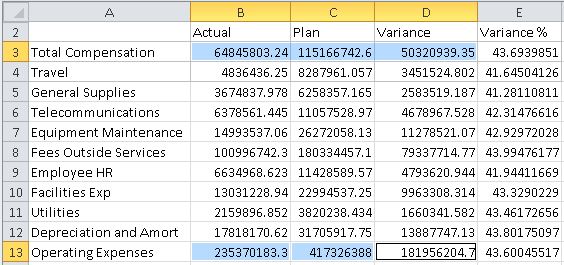 A B C D E
2 Actual Plan Variance Variance %
3 Total Compensation 64845803.24 115166742.6 50320939.35 43.6939851
4 Travel 4836436.25 8287961.057 3451524.802 41.64504126
5 General Supplies 3674837.978 6258357.165 2583519.187 41.28110811
6 Telecommunications 6378561.445 11057528.97 4678967.528 42.31476616
7 Equipment Maintenance 14993537.06 26272058.13 11278521.07 42.92972028
8 Fees Outside Services 100996742.3 180334457.1 79337714.77 43.99476177
9 Employee HR 6634968.623 11428589.57 4793620.944 41.94411669
10 Facilities Exp 13031228.94 22994537.25 9963308.314 43.3290229
11 Utilities 2159896.852 3820238.434 1660341.582 43.46172656
12 Depreciation and Amort 17818170.62 31705917.75 13887747.13 43.80175097
13 Operating Expenses 235370183.3 417326388 181956204.7 43.60045517